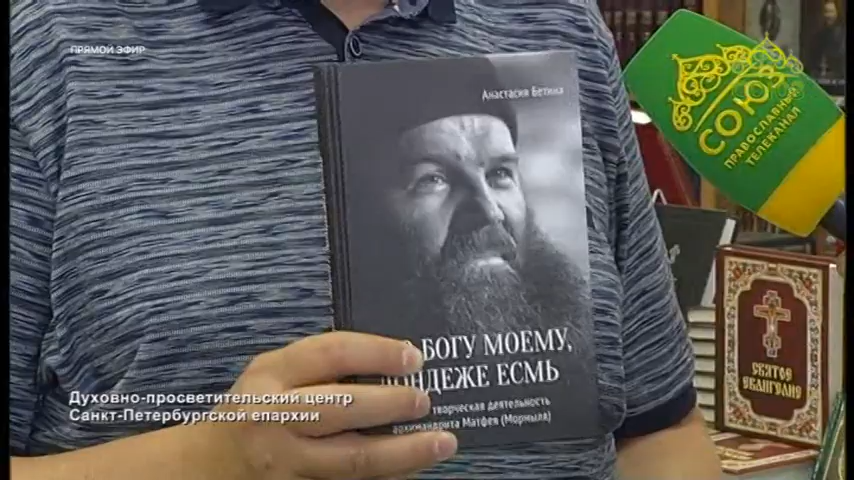 ПРЯМОЙ ЭФИР
Анастасия Бетина
БОГУ МОЕМУ,
ДОНДЕЖЕ ЕСМЬ
творческая деятельность
архимандрита Матфея (Мормыля)
СОЮЗ
ПРАВОСЛАВНЫЙ
ТЕЛЕКАНАЛ
СВЯТОЕ
ЕВАНГЕЛИЕ
Духовно-просветительский центр
Санкт-Петербургской епархии